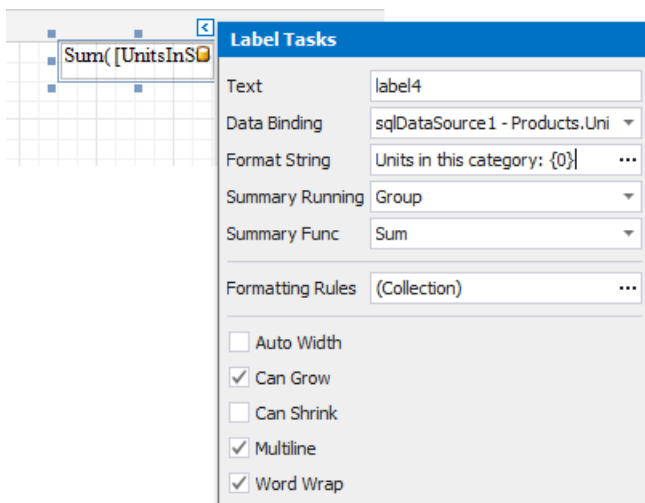 Sum([UnitsInS
Label Tasks
Text label4
Data Binding sqlDataSource1 - Products.Uni
Format String Units in this category: {0} ...
Summary Running Group
Summary Func Sum
Formatting Rules (Collection) ...
Auto Width
Can Grow
Can Shrink
Multiline
Word Wrap